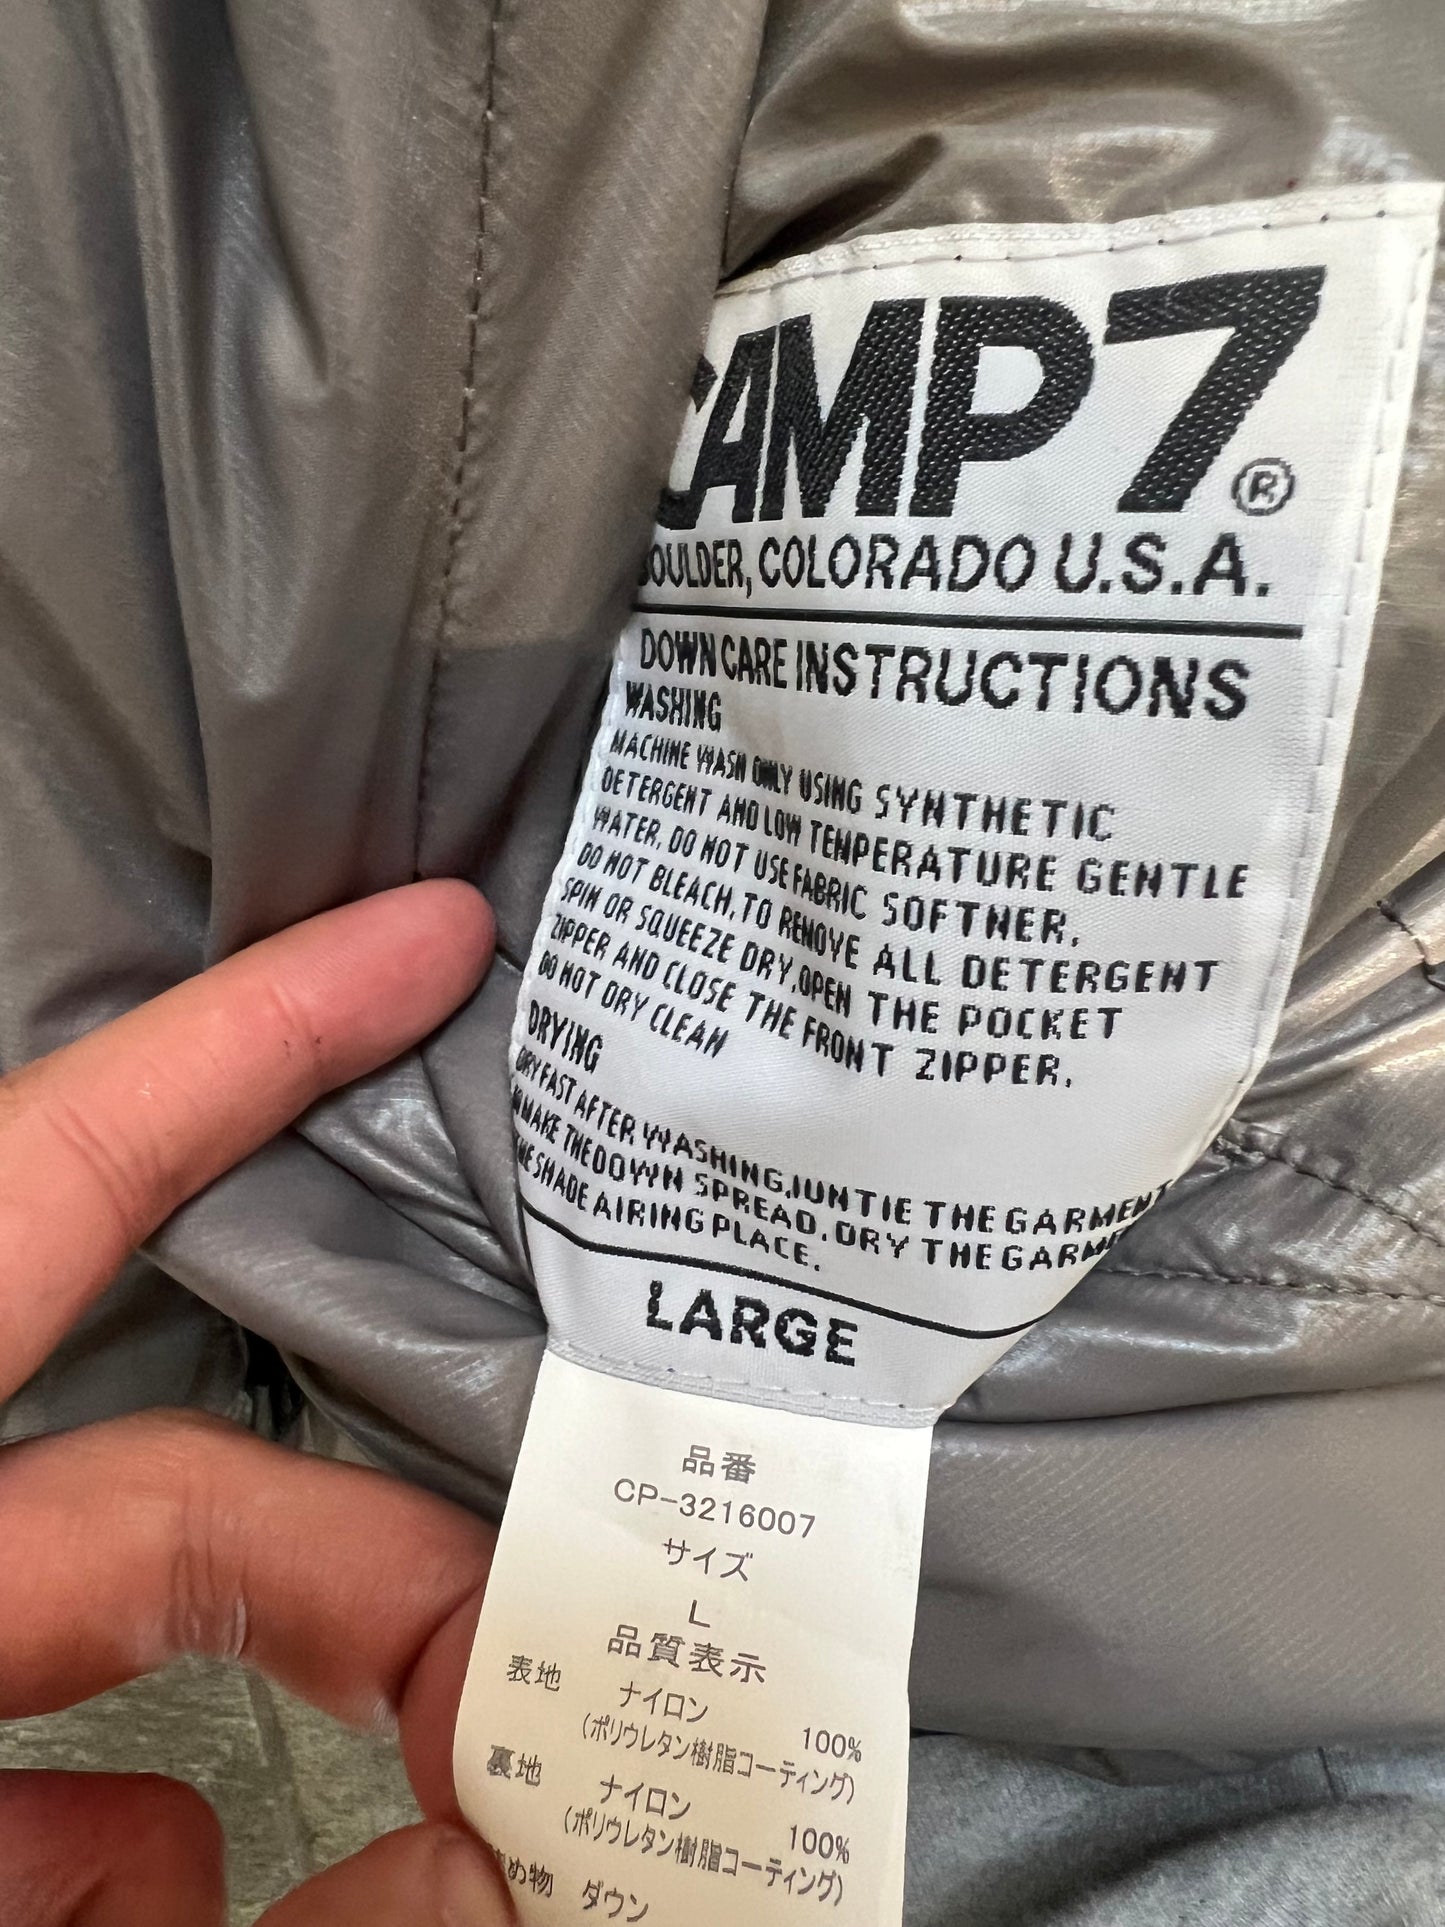 CAMP7®
BOULDER, COLORADO U.S.A.
DOWN CARE INSTRUCTIONS
WASHING
MACHINE WASH ONLY USING SYNTHETIC
DETERGENT AND LOW TENPERATURE GENTLE
WATER. DO NOT USE FABRIC SOFTNER.
DO NOT BLEACH.TO REMOVE ALL DETERGENT
SPIN OR SQUEEZE DRY.OPEN THE POCKET
ZIPPER AND CLOSE THE FRONT ZIPPER.
DO NOT DRY CLEAN
DRYING
DRY FAST AFTER WASHING.IUNTIE THE GARMENT
MAKE THE DOWN SPREAD.DRY THE GARM
SHADE AIRING PLACE.
LARGE
品番
CP-3216007
サイズ
L
品質表示
表地 ナイロン 100%
(ポリウレタン樹脂コーティング)
裏地 ナイロン 100%
(ポリウレタン樹脂コーティング)
め物 ダウン